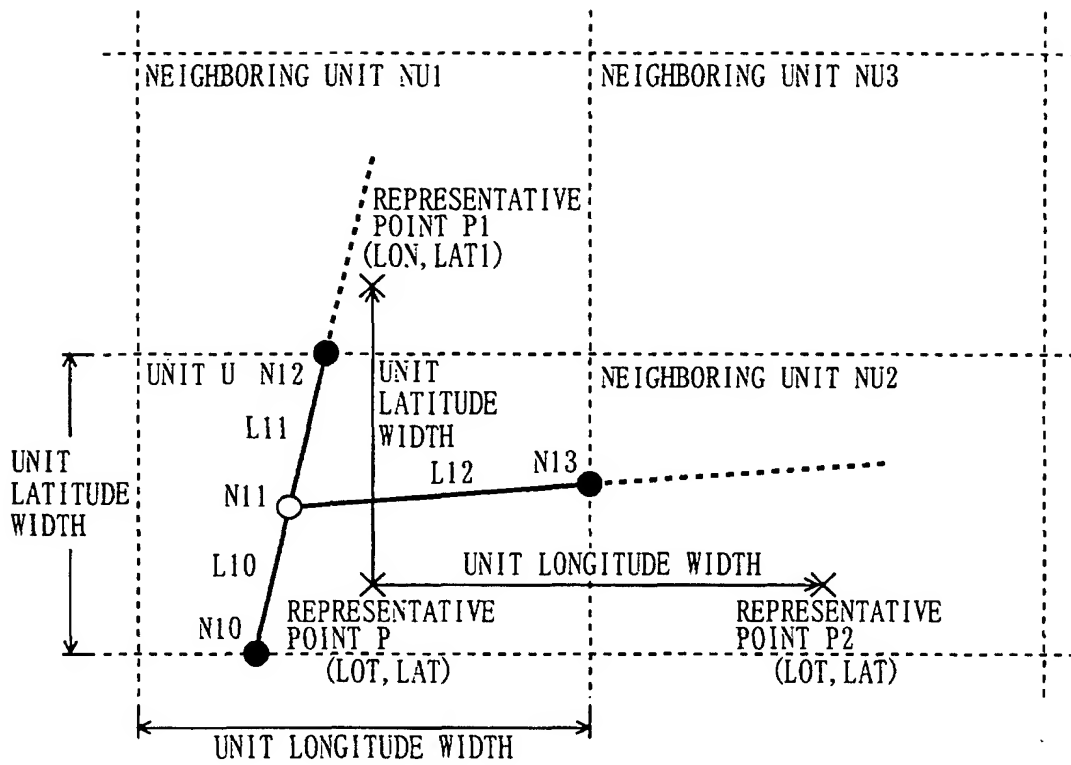 NEIGHBORING UNIT NU1
NEIGHBORING UNIT NU3
REPRESENTATIVE
POINT P1
(LON, LAT1)
UNIT U
N12
UNIT
LATITUDE
WIDTH
NEIGHBORING UNIT NU2
L11
UNIT
LATITUDE
WIDTH
L12
N13
N11
L10
UNIT LONGITUDE WIDTH
N10
REPRESENTATIVE
POINT P
(LOT, LAT)
REPRESENTATIVE
POINT P2
(LOT, LAT)
UNIT LONGITUDE WIDTH